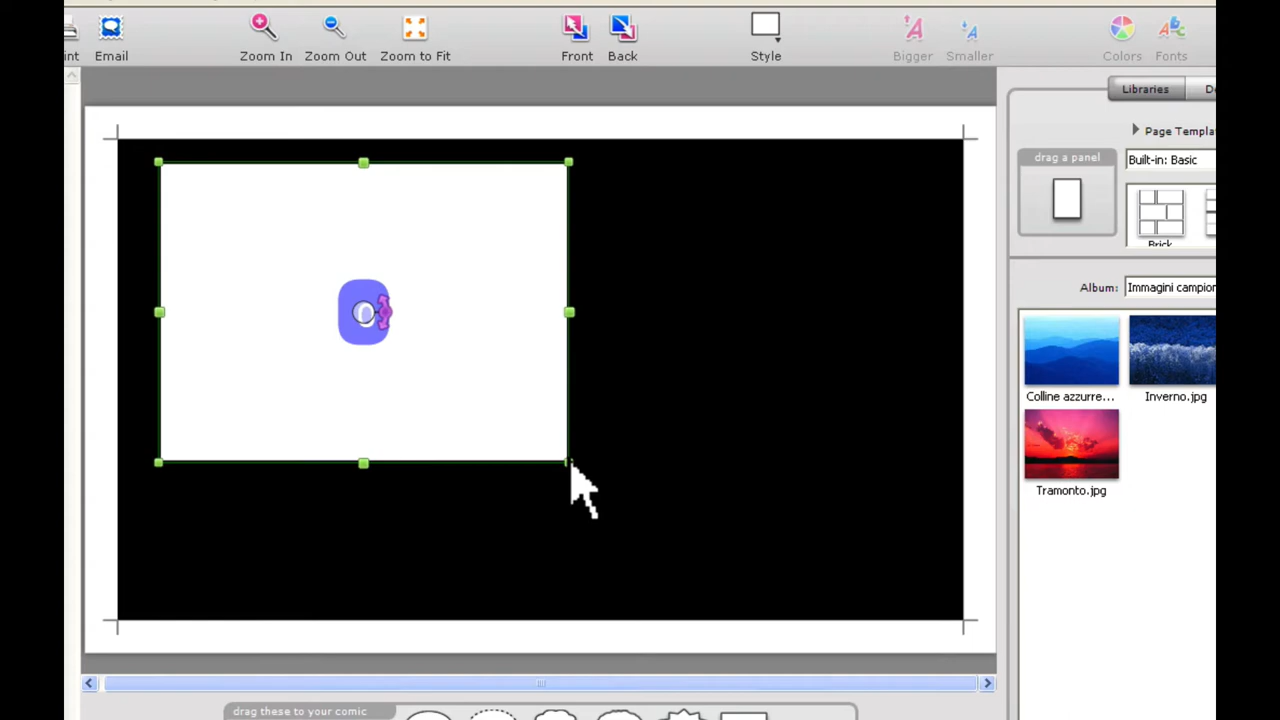 int Email Zoom In Zoom Out Zoom to Fit Front Back Style Bigger Smaller Colors Fonts
Libraries D
Page Templa
drag a panel
Built-in: Basic
Brick
Album: Immagini campion
Colline azzurre... Inverno.jpg
Tramonto.jpg
drag these to your comic